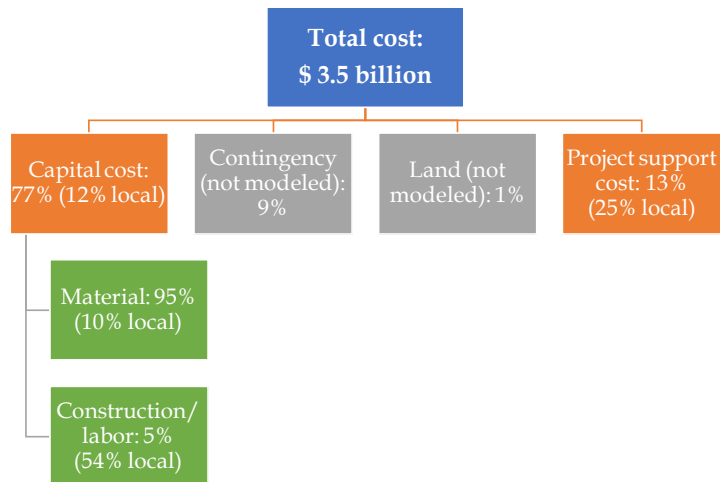 Total cost:
$ 3.5 billion
Capital cost:
77% (12% local)
Contingency
(not modeled):
9%
Land (not
modeled): 1%
Project support
cost: 13%
(25% local)
Material: 95%
(10% local)
Construction/
labor: 5%
(54% local)